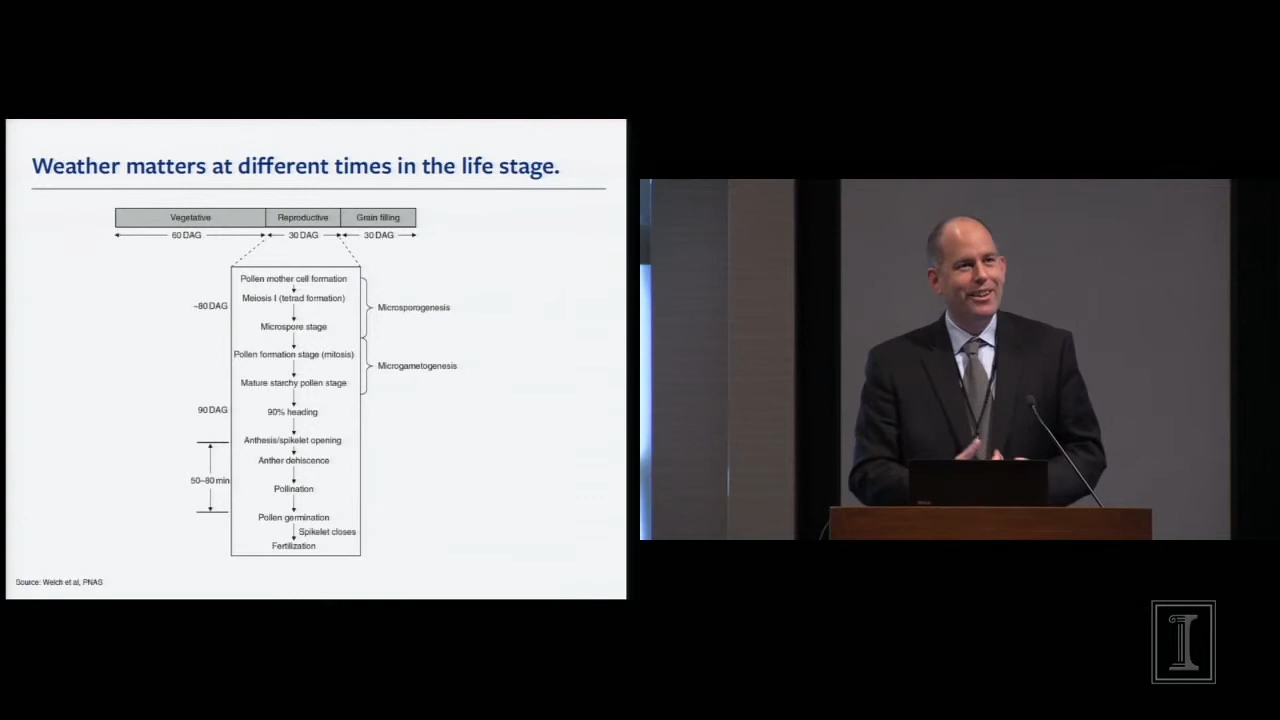 Weather matters at different times in the life stage.
Vegetative Reproductive Grain filling
60 DAG 30 DAG 30 DAG
Pollen mother cell formation
Meiosis I (tetrad formation)
~80 DAG
Microsporogenesis
Microspore stage
Pollen formation stage (mitosis)
Microgametogenesis
Mature starchy pollen stage
90 DAG
90% heading
Anthesis/spikelet opening
Anther dehiscence
50–80 min
Pollination
Pollen germination
Spikelet closes
Fertilization
Source: Welch et al, PNAS
I